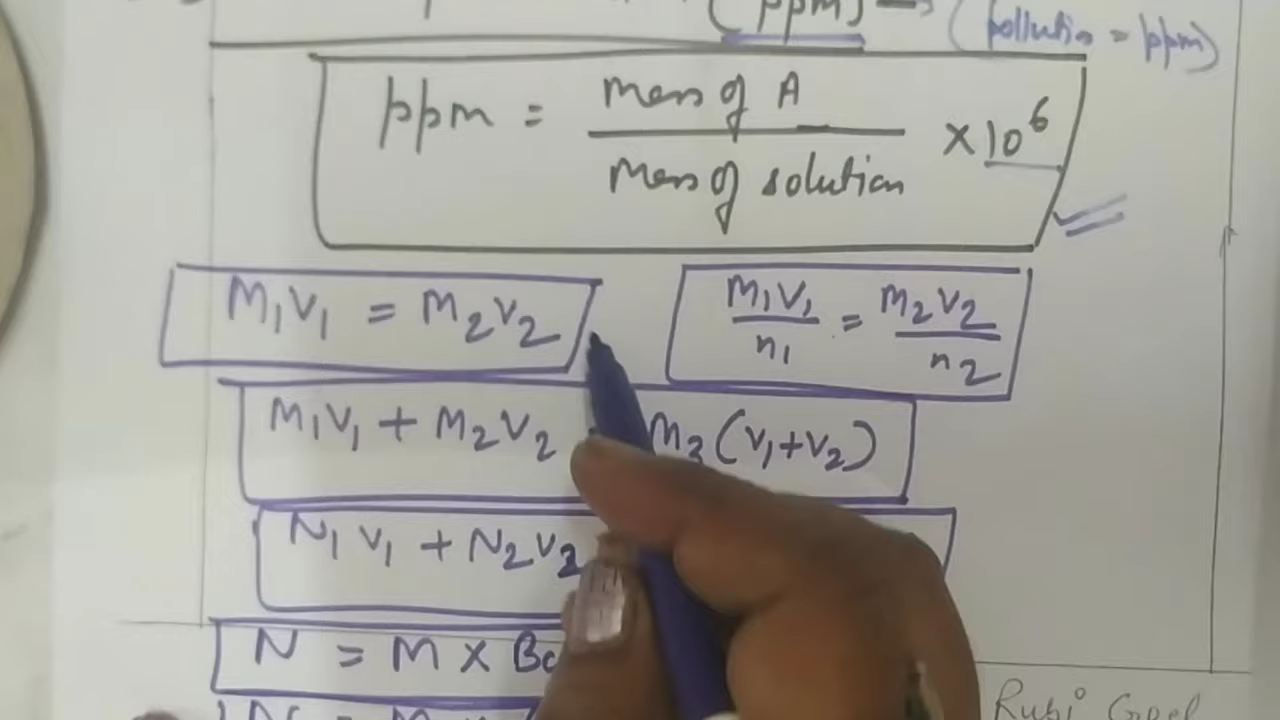 (ppm) → (pollution = ppm)
ppm = mass of A / Mass of solution × 10⁶
M₁V₁ = M₂V₂
M₁V₁ / n₁ = M₂V₂ / n₂
M₁V₁ + M₂V₂ M₃(V₁+V₂)
N₁V₁ + N₂V₂
N = M ×
Rubi Goel